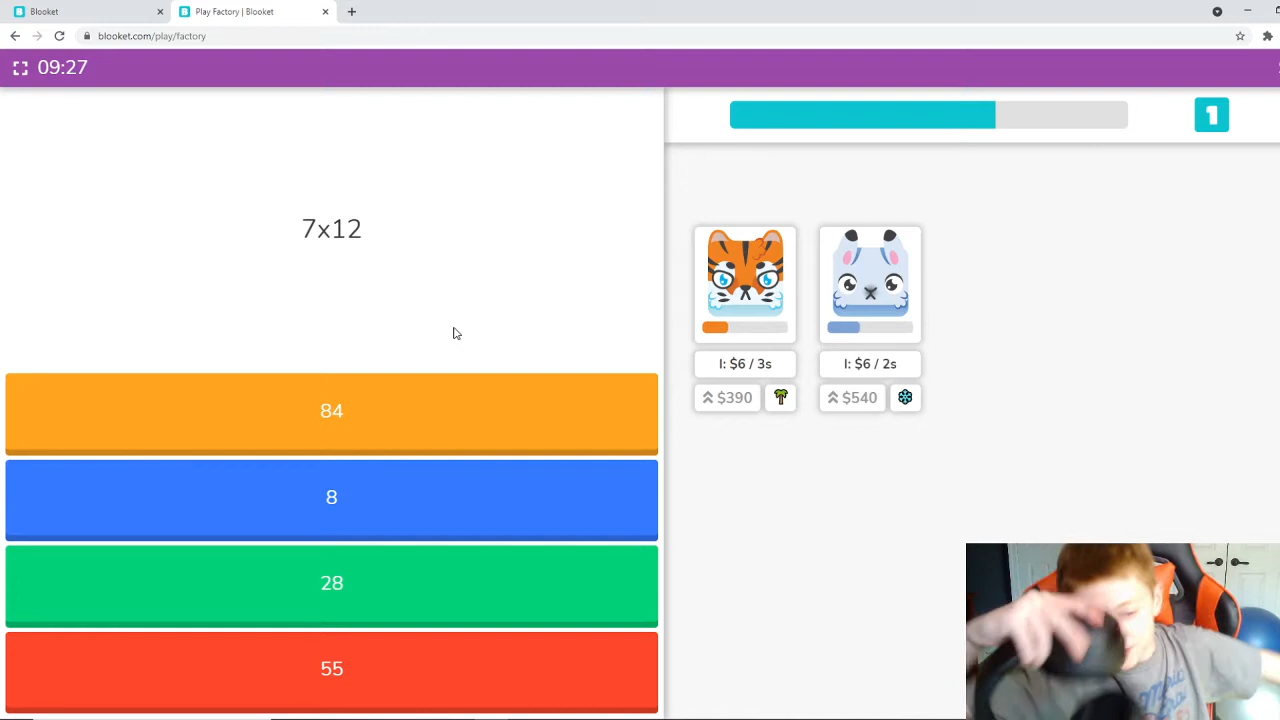 Blooket
Play Factory | Blooket
blooket.com/play/factory
09:27
1
7x12
84
8
28
55
I: $6 / 3s
I: $6 / 2s
$390
$540